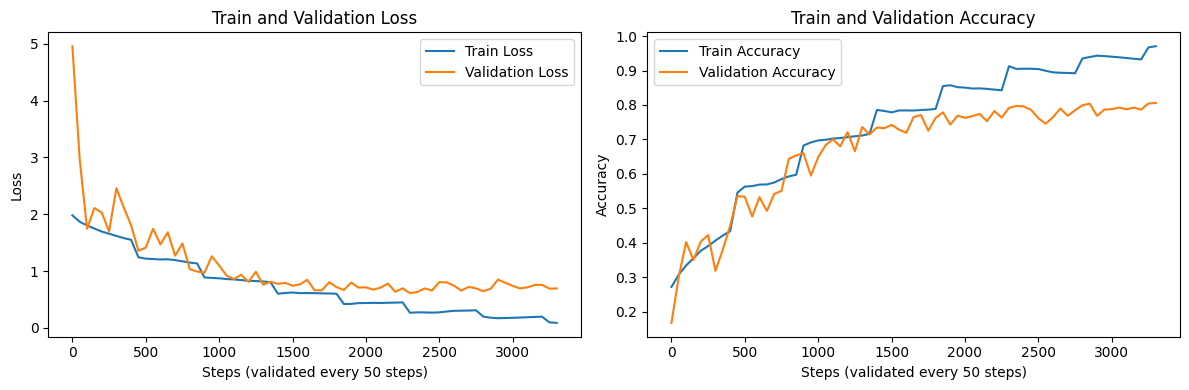 Train and Validation Loss
Train Loss
Validation Loss
5
4
3
2
1
0
Loss
0
500
1000
1500
2000
2500
3000
Steps (validated every 50 steps)
Train and Validation Accuracy
Train Accuracy
Validation Accuracy
1.0
0.9
0.8
0.7
0.6
0.5
0.4
0.3
0.2
Accuracy
0
500
1000
1500
2000
2500
3000
Steps (validated every 50 steps)